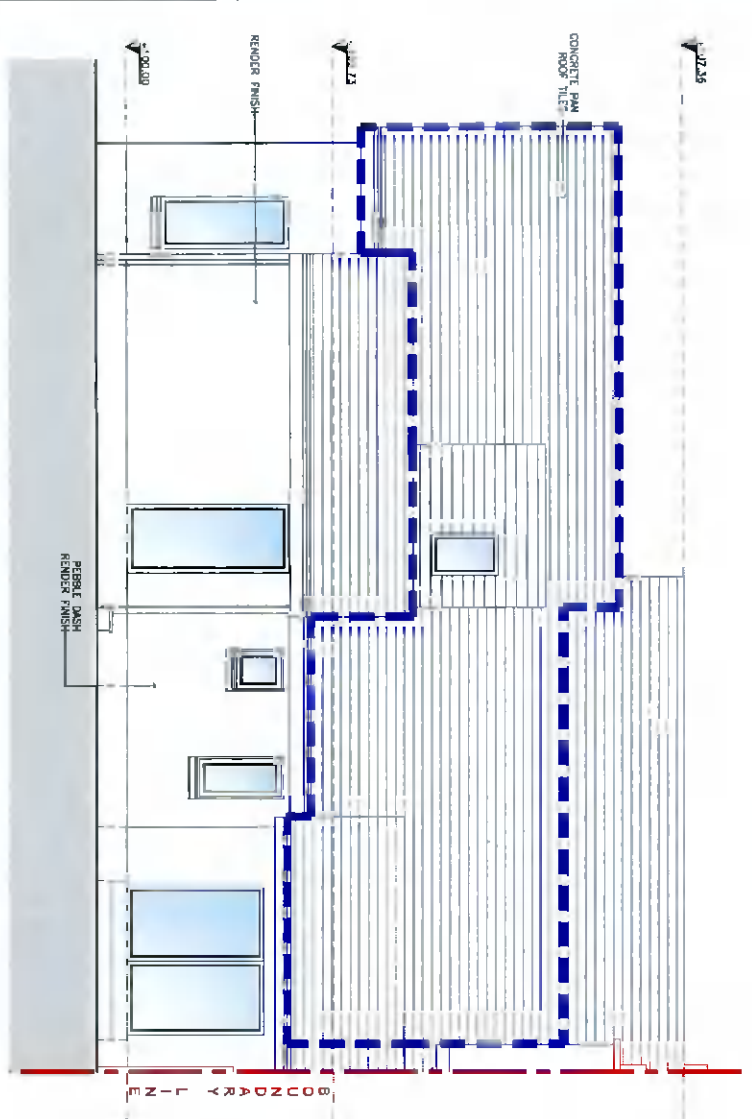 CONCRETE PAN
ROOF TILES
RENDER FINISH
PEBBLE DASH
RENDER FINISH
BOUNDARY LINE